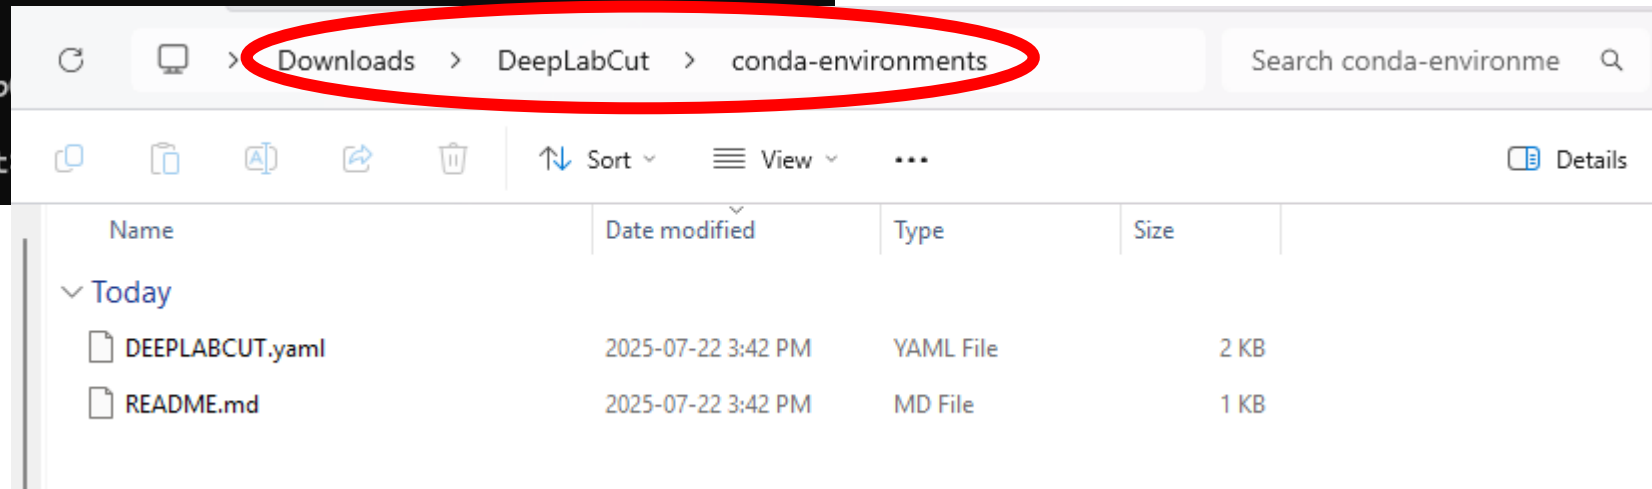 Downloads > DeepLabCut > conda-environments
Search conda-environme
Sort View ••• Details
Name Date modified Type Size
Today
DEEPLABCUT.yaml 2025-07-22 3:42 PM YAML File 2 KB
README.md 2025-07-22 3:42 PM MD File 1 KB